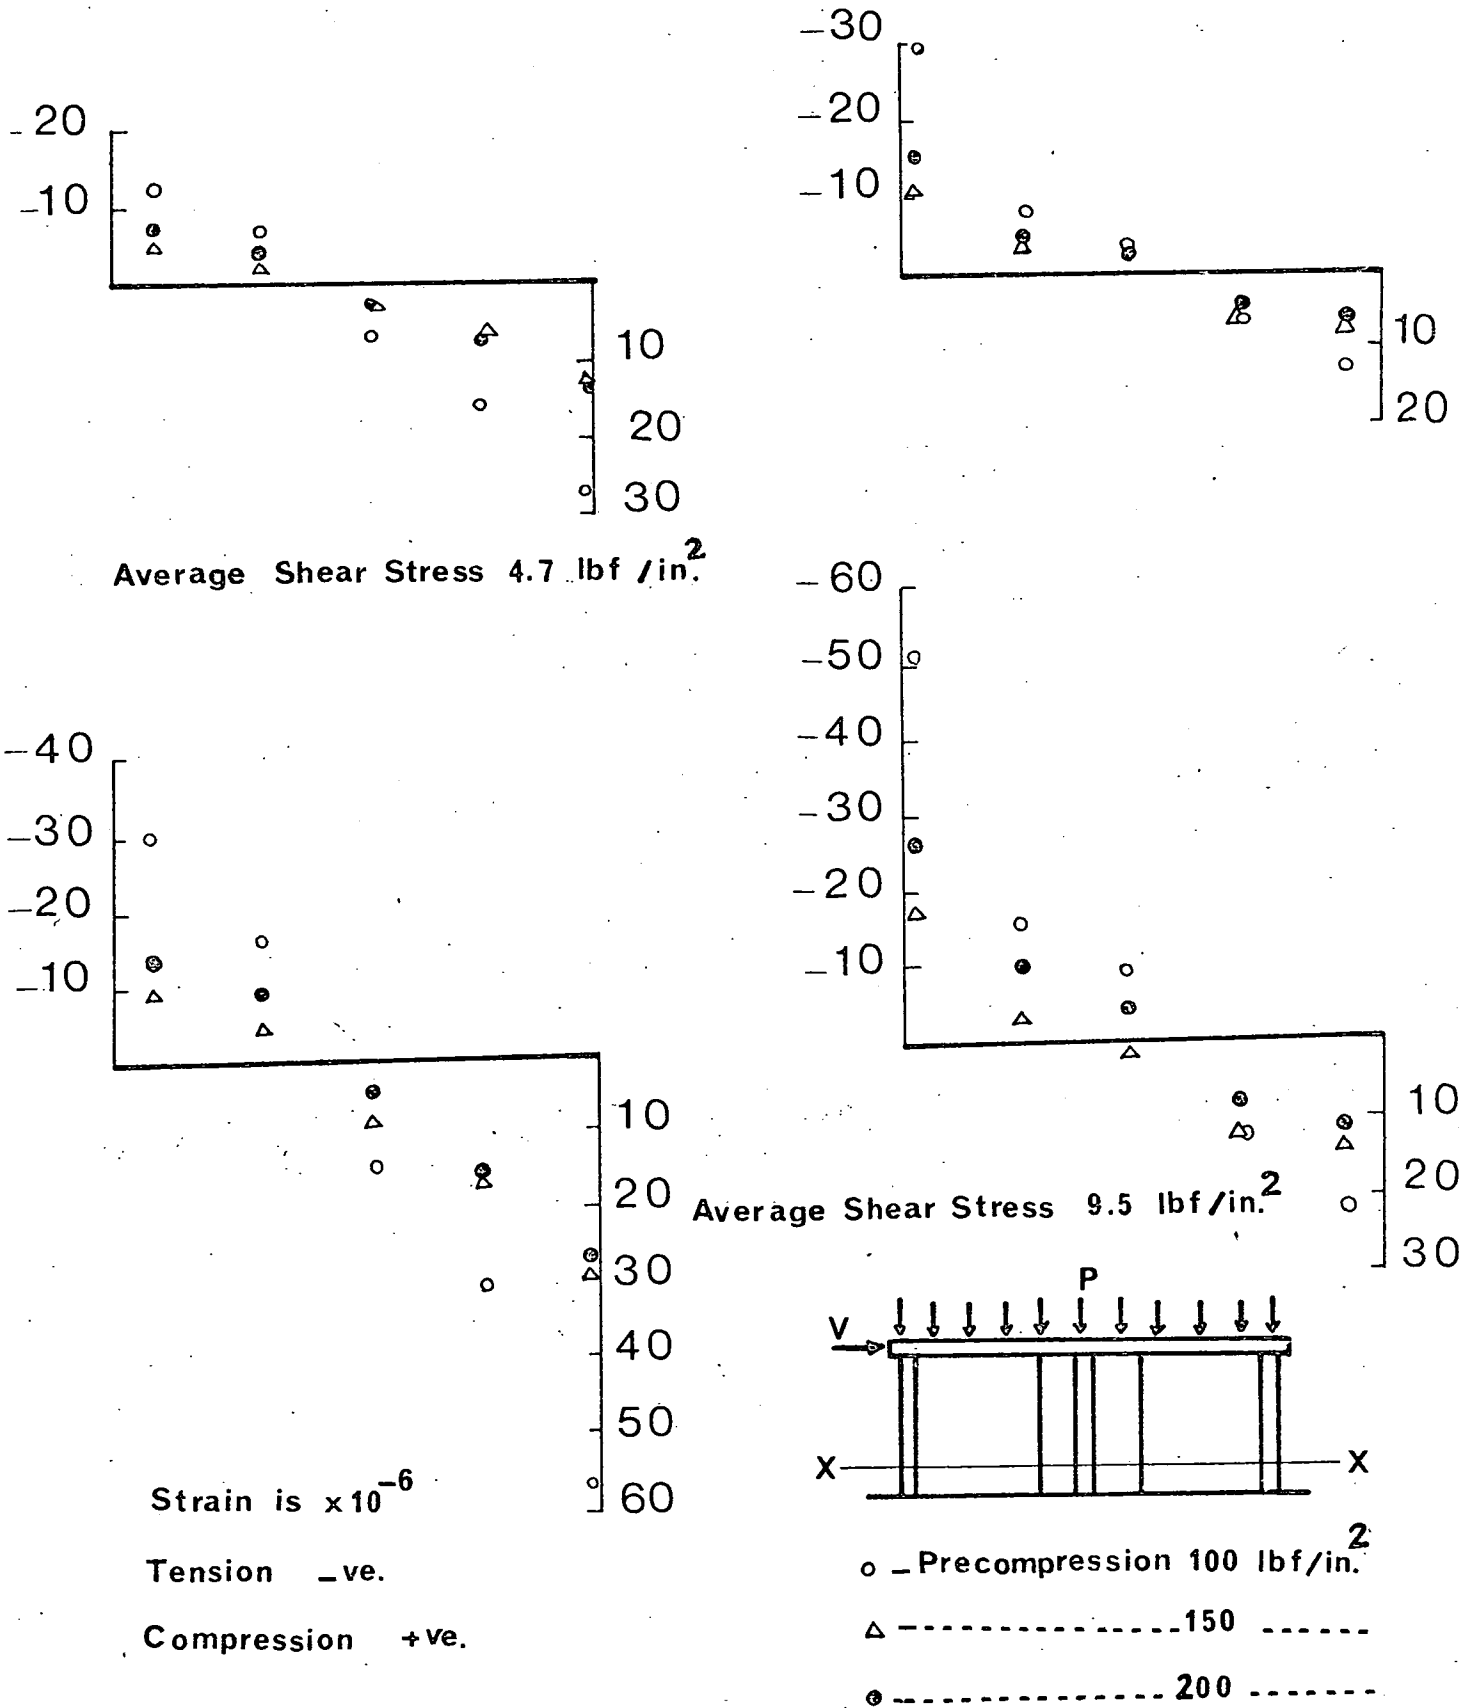 -20
-10
10
20
30
-30
-20
-10
10
20
Average Shear Stress 4.7 lbf/in.²
-40
-30
-20
-10
10
20
30
40
50
60
-60
-50
-40
-30
-20
-10
10
20
30
Average Shear Stress 9.5 lbf/in.²
P
V
X
X
Strain is x10⁻⁶
Tension -ve.
Compression +ve.
o - Precompression 100 lbf/in.²
△ ------------------ 150 ------
● ------------------ 200 ------